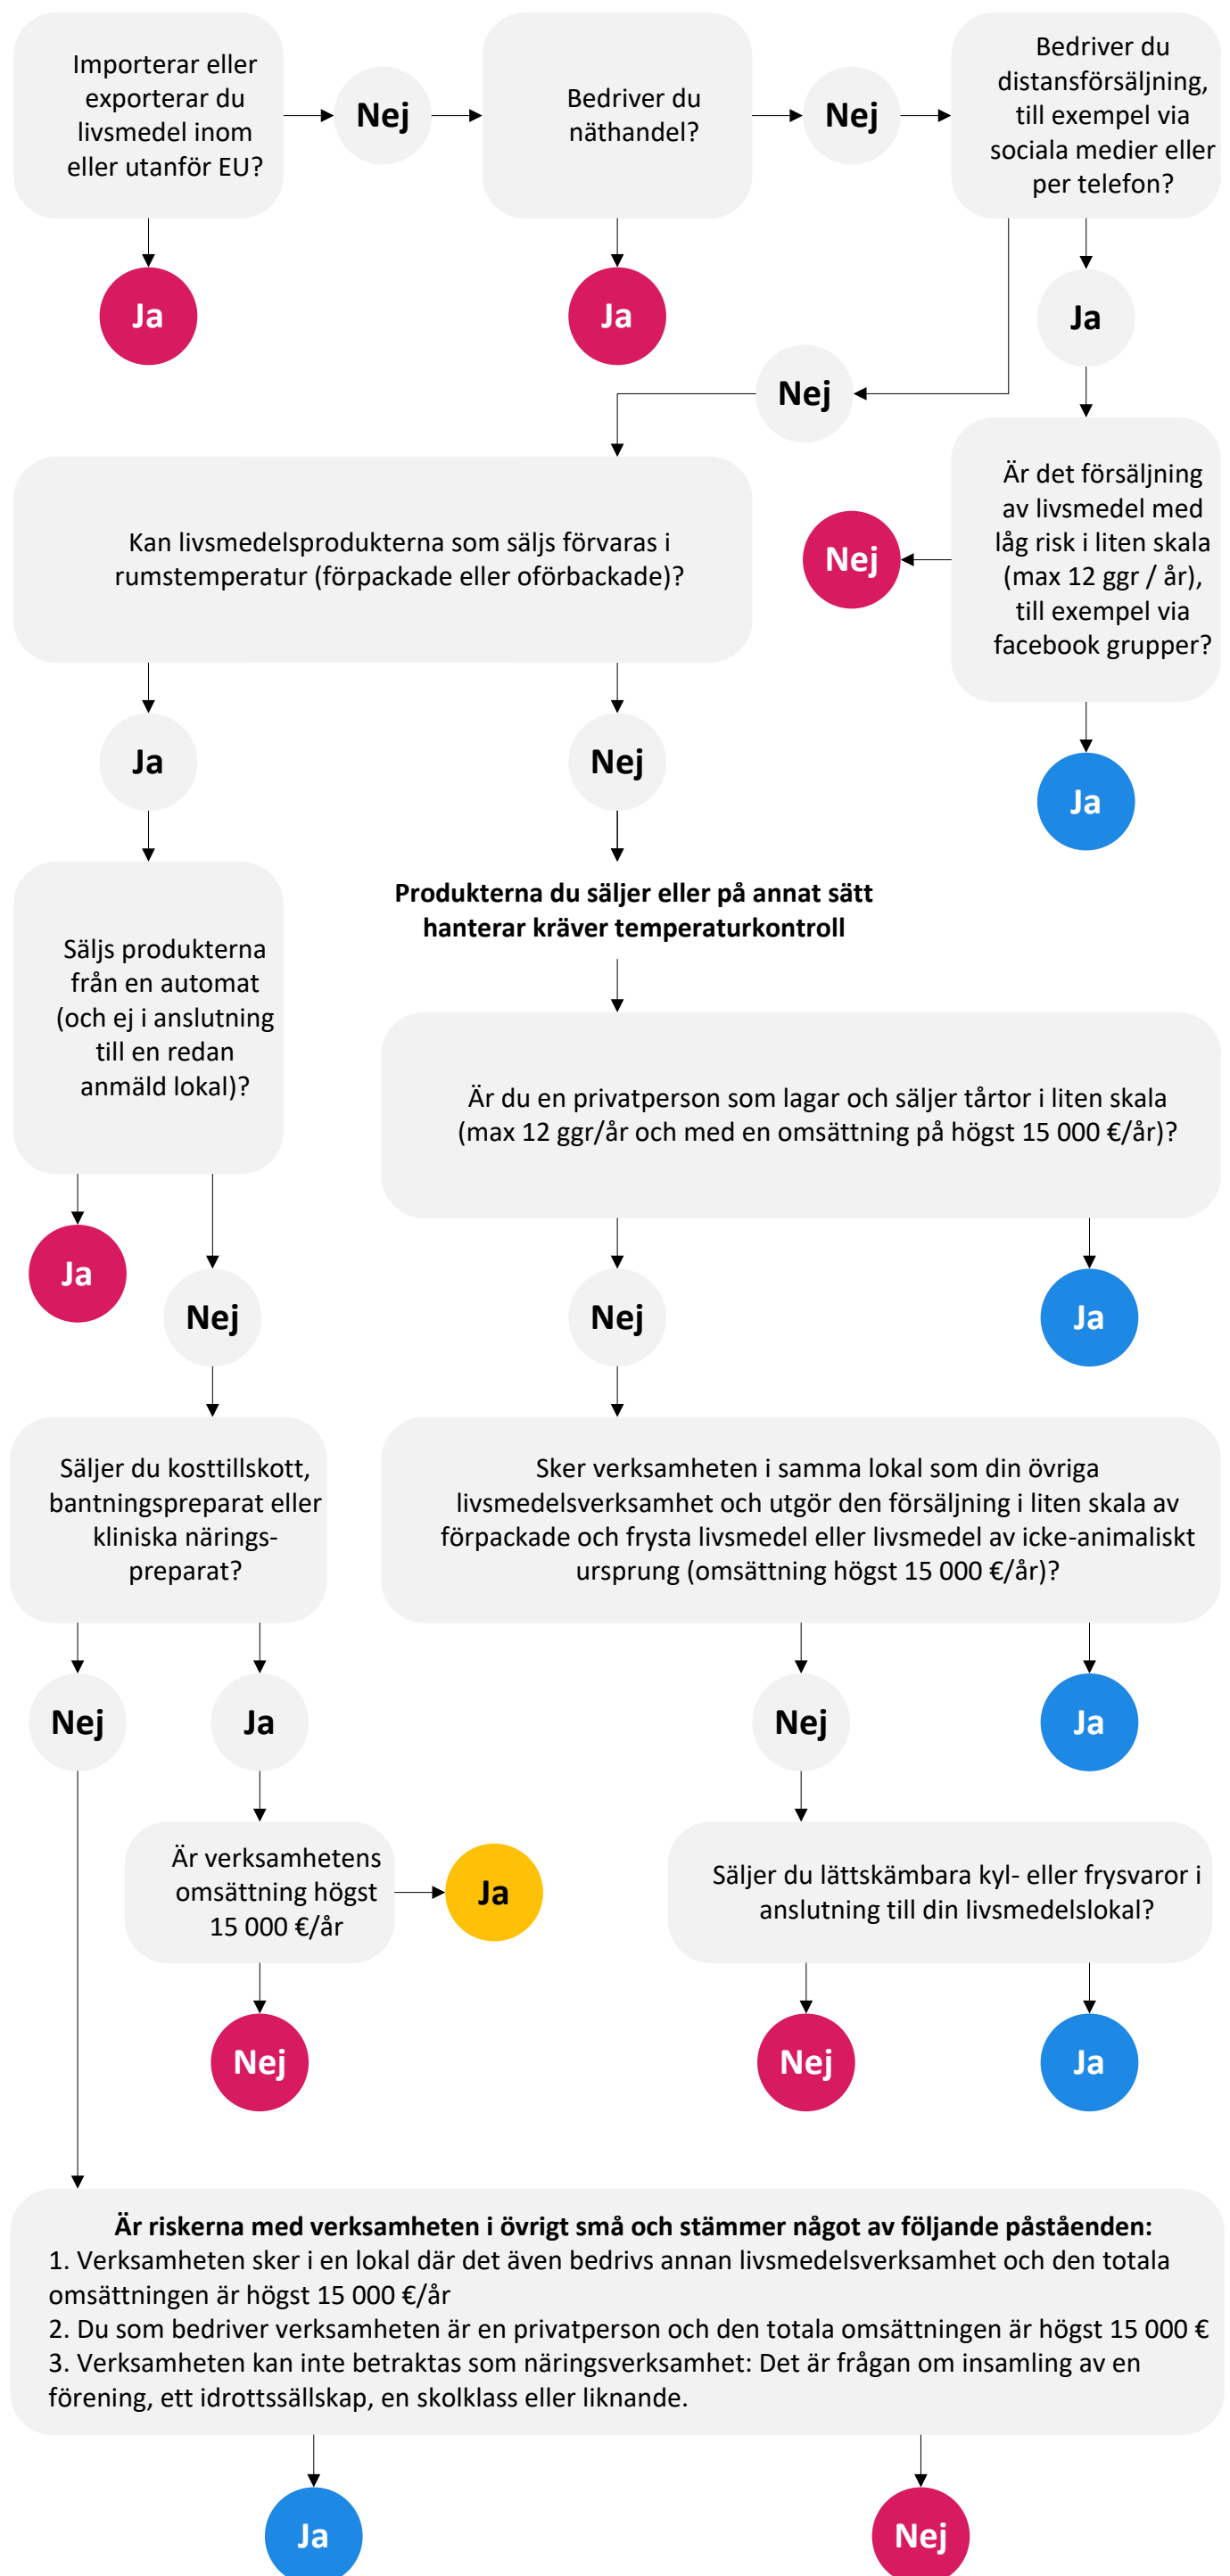 Importerar eller
exporterar du
livsmedel inom
eller utanför EU?
Nej
Bedriver du
näthandel?
Nej
Bedriver du
distansförsäljning,
till exempel via
sociala medier eller
per telefon?
Ja
Ja
Ja
Nej
Kan livsmedelsprodukterna som säljs förvaras i
rumstemperatur (förpackade eller oförbackade)?
Nej
Är det försäljning
av livsmedel med
låg risk i liten skala
(max 12 ggr / år),
till exempel via
facebook grupper?
Ja
Nej
Ja
Säljs produkterna
från en automat
(och ej i anslutning
till en redan
anmäld lokal)?
Produkterna du säljer eller på annat sätt
hanterar kräver temperaturkontroll
Är du en privatperson som lagar och säljer tårtor i liten skala
(max 12 ggr/år och med en omsättning på högst 15 000 €/år)?
Ja
Nej
Nej
Ja
Säljer du kosttillskott,
bantningspreparat eller
kliniska närings-
preparat?
Sker verksamheten i samma lokal som din övriga
livsmedelsverksamhet och utgör den försäljning i liten skala av
förpackade och frysta livsmedel eller livsmedel av icke-animaliskt
ursprung (omsättning högst 15 000 €/år)?
Nej
Ja
Nej
Ja
Är verksamhetens
omsättning högst
15 000 €/år
Ja
Säljer du lättskämbara kyl- eller frysvaror i
anslutning till din livsmedelslokal?
Nej
Nej
Ja
Är riskerna med verksamheten i övrigt små och stämmer något av följande påståenden:
1. Verksamheten sker i en lokal där det även bedrivs annan livsmedelsverksamhet och den totala
omsättningen är högst 15 000 €/år
2. Du som bedriver verksamheten är en privatperson och den totala omsättningen är högst 15 000 €
3. Verksamheten kan inte betraktas som näringsverksamhet: Det är frågan om insamling av en
förening, ett idrottssällskap, en skolklass eller liknande.
Ja
Nej